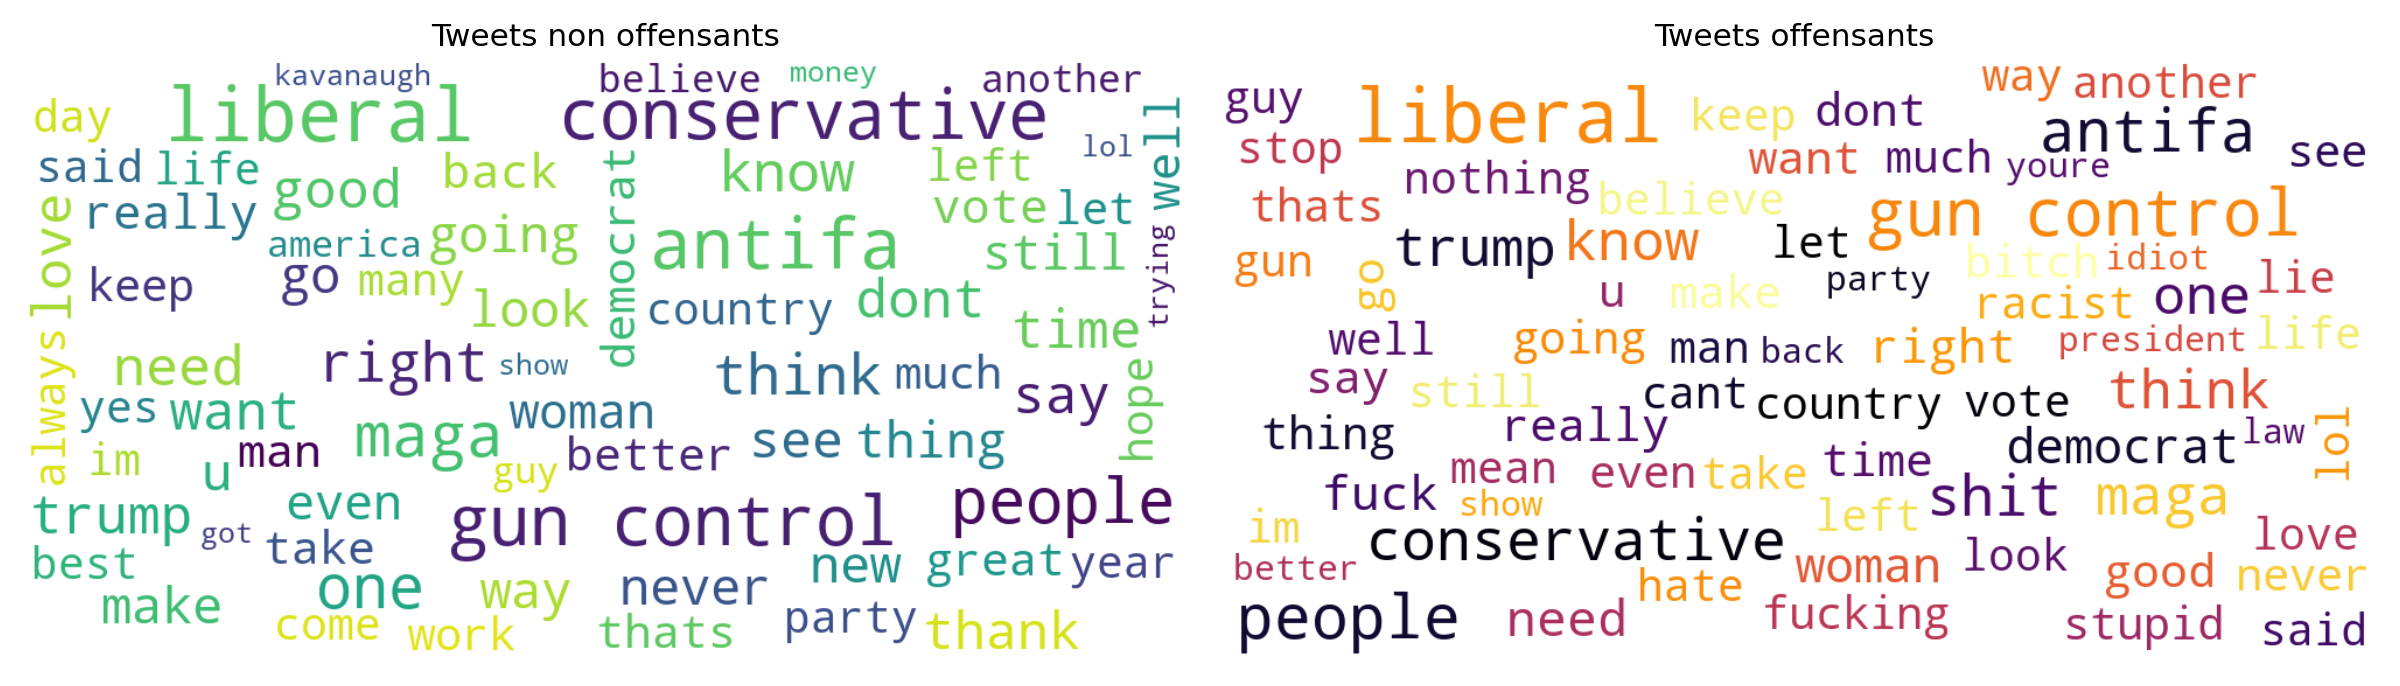 Tweets non offensants
kavanaugh believe money another
day liberal conservative well
said life good back democrat know left lol
love really america going antifa vote let
keep go many look country dont still trying
always need right show think much time
yes want woman say hope
im man maga guy better see thing
u even gun control people
trump got take new great year
best one way never party
make come work thats thank
Tweets offensants
guy liberal keep dont way another
stop nothing want much youre antifa see
thats believe gun control
gun go trump know let bitch idiot
u make party racist one lie
well going man back right president life
say still cant country vote think
thing really democrat law lol
fuck mean even take time
im show left shit maga
better conservative woman look love
people need hate good never
fucking stupid said